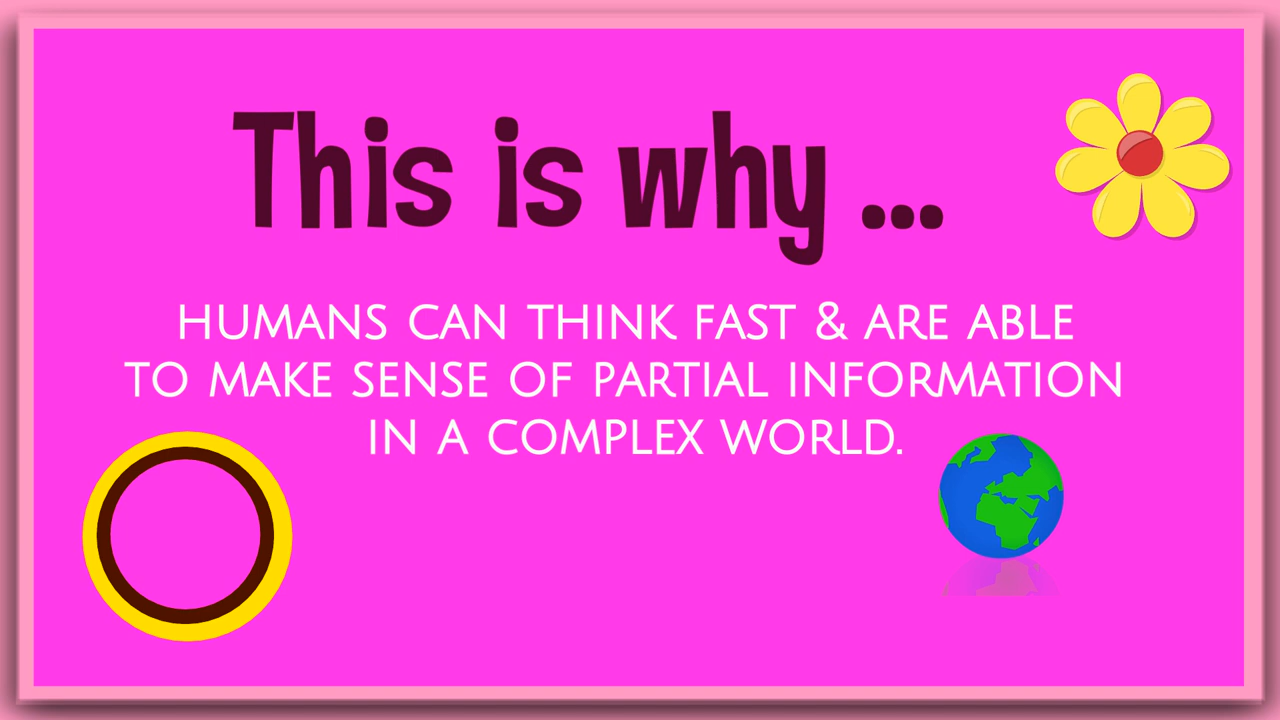 This is why ...
HUMANS CAN THINK FAST & ARE ABLE
TO MAKE SENSE OF PARTIAL INFORMATION
IN A COMPLEX WORLD.